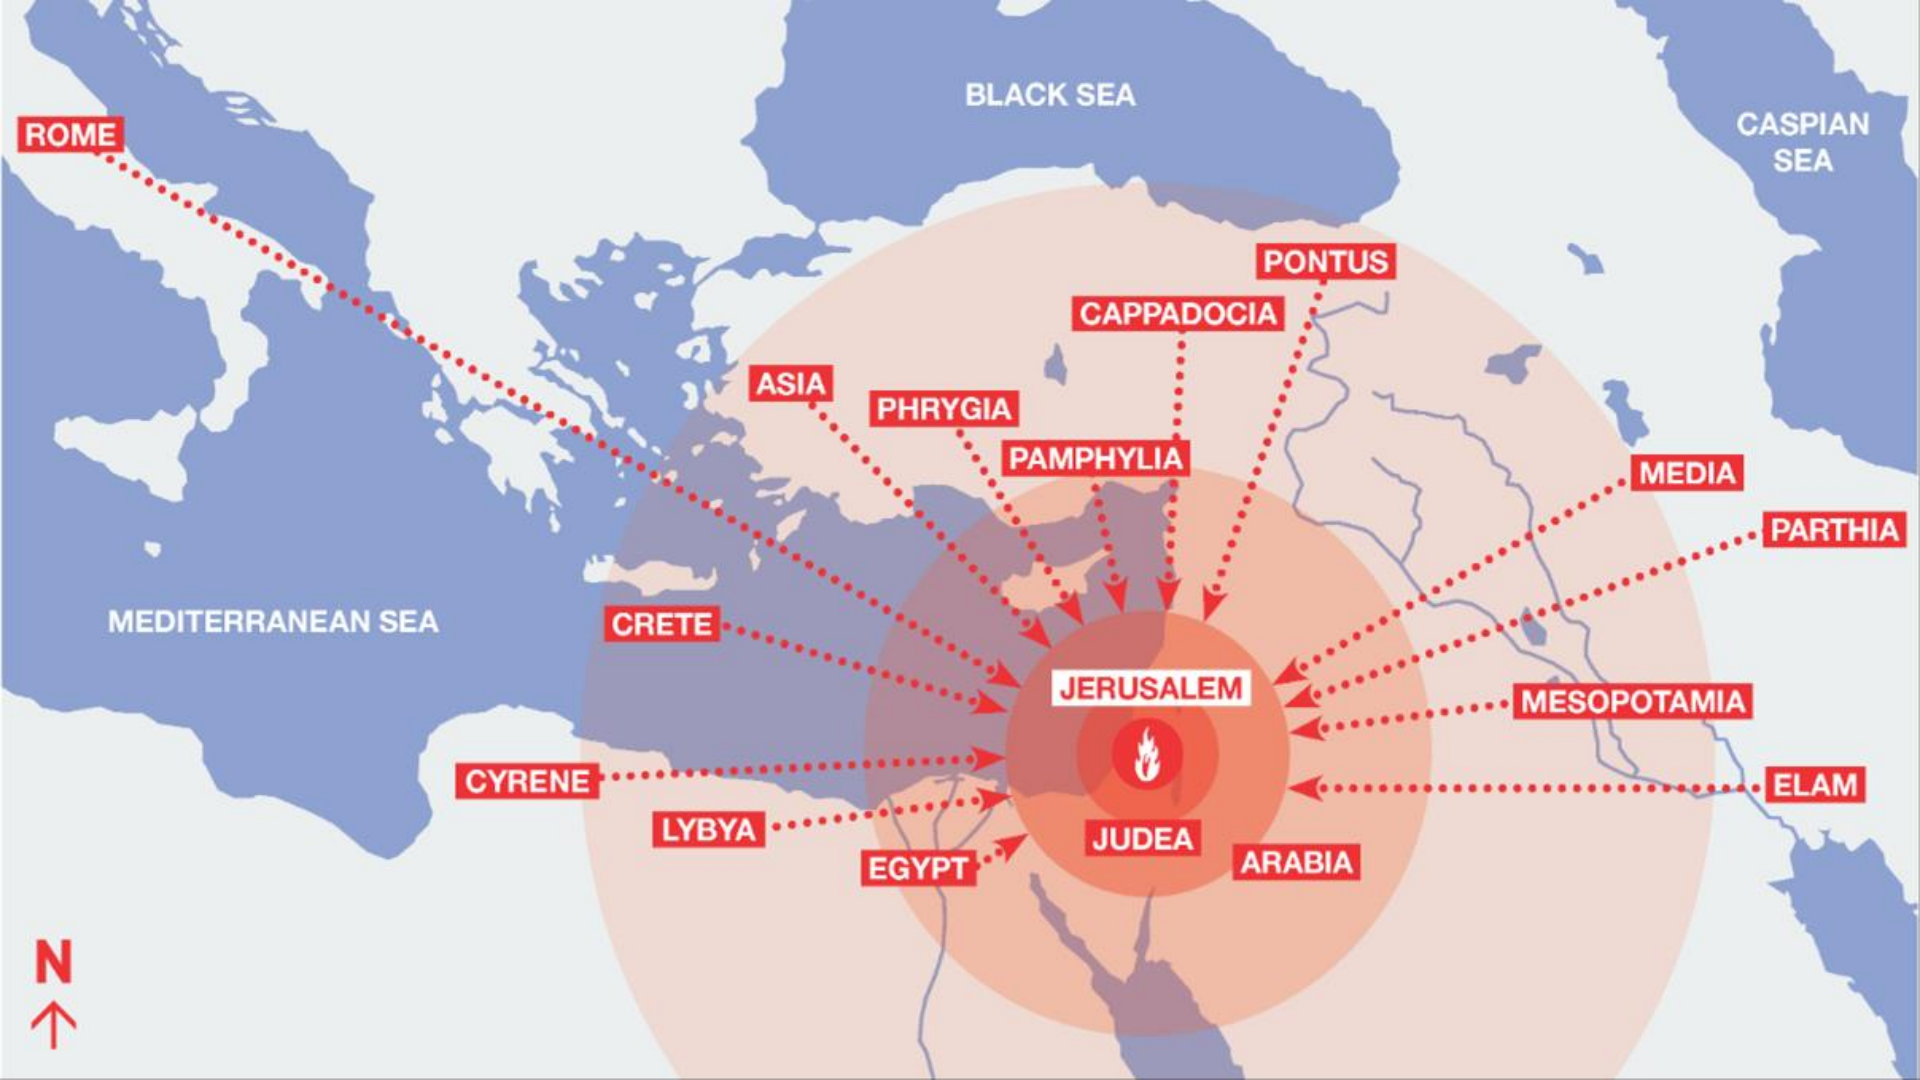 BLACK SEA
CASPIAN
SEA
ROME
PONTUS
CAPPADOCIA
ASIA
PHRYGIA
PAMPHYLIA
MEDIA
PARTHIA
MEDITERRANEAN SEA
CRETE
JERUSALEM
MESOPOTAMIA
CYRENE
ELAM
LYBYA
JUDEA
EGYPT
ARABIA
N